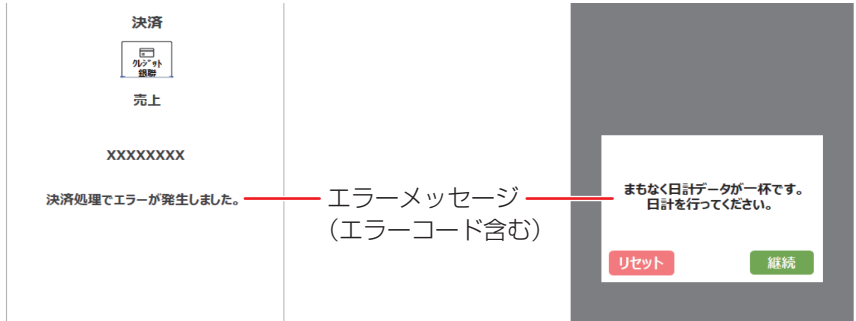 決済
クレジット
銀聯
売上
XXXXXXXX
決済処理でエラーが発生しました。
エラーメッセージ
（エラーコード含む）
まもなく日計データが一杯です。
日計を行ってください。
リセット
継続